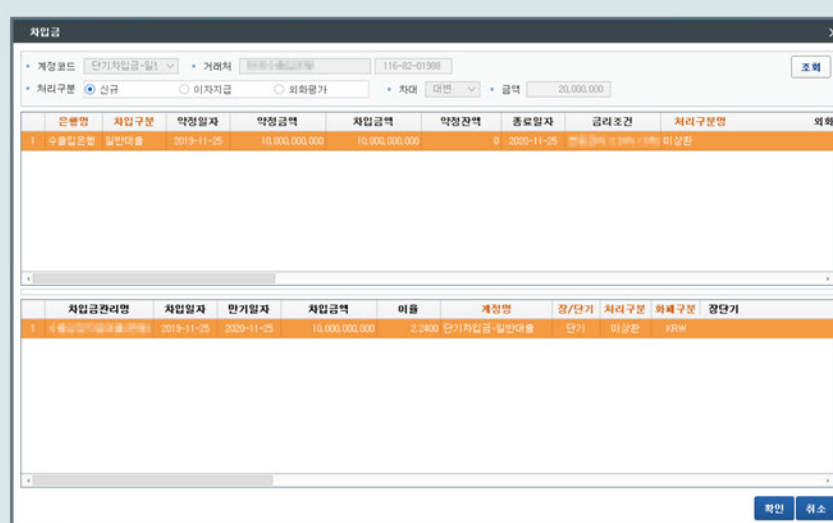 차입금
계정코드 단기차입금-일반 거래처 116-82-01988 조회
처리구분 신규 이자지급 외화평가 차대 대변 금액 20,000,000
은행명 차입구분 약정일자 약정금액 차입금액 약정잔액 종료일자 금리조건 처리구분명 외화
1 수출입은행 일반대출 2019-11-25 10,000,000,000 10,000,000,000 0 2020-11-25 미상환
차입금관리명 차입일자 만기일자 차입금액 이율 계정명 장/단기 처리구분 화폐구분 장단기
1 2019-11-25 2020-11-25 10,000,000,000 2.2400 단기차입금-일반대출 단기 미상환 KRW
확인 취소